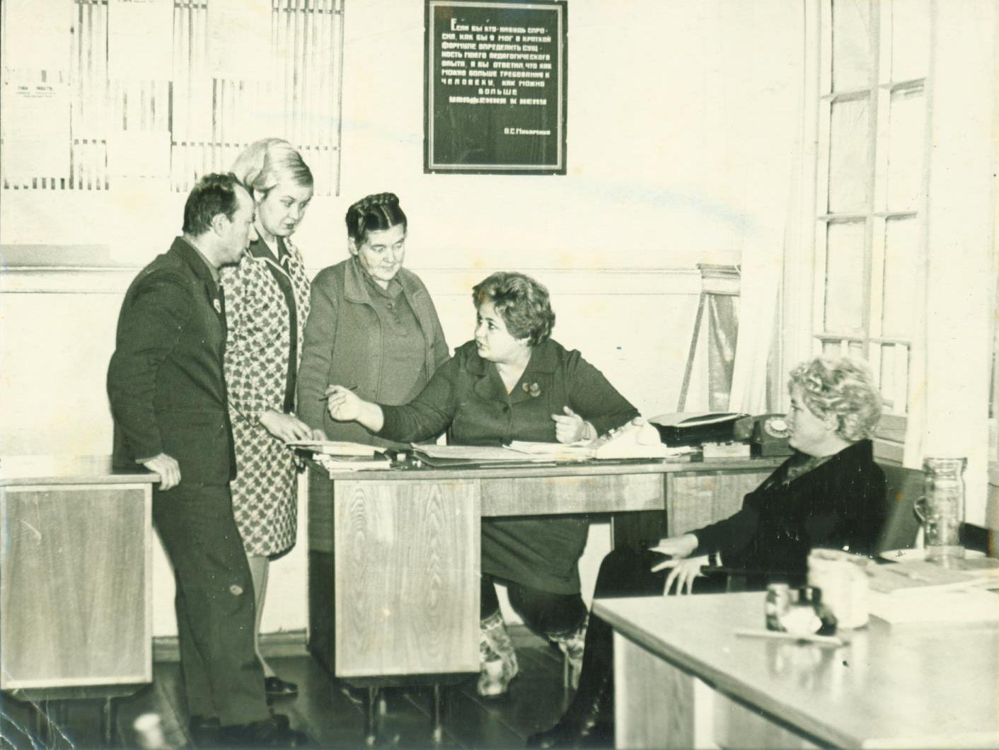 Если бы кто-нибудь спро-
сил, как бы я мог в краткой
формуле определить сущ-
ность моего педагогического
опыта, я бы ответил, что как
можно больше требования к
человеку, как можно
больше
уважения к нему
А.С. Макаренко